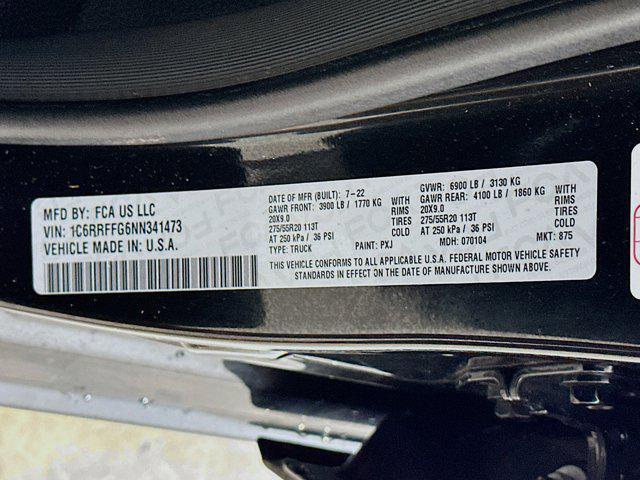 MFD BY: FCA US LLC
VIN: 1C6RRFFG6NN341473
VEHICLE MADE IN: U.S.A.
DATE OF MFR (BUILT): 7-22
GAWR FRONT: 3900 LB / 1770 KG WITH
20X9.0 RIMS
275/55R20 113T TIRES
AT 250 kPa / 36 PSI COLD
TYPE: TRUCK PAINT: PXJ
GVWR: 6900 LB / 3130 KG
GAWR REAR: 4100 LB / 1860 KG WITH
20X9.0 RIMS
275/55R20 113T TIRES
AT 250 kPa / 36 PSI COLD
MDH: 070104 MKT: 875
THIS VEHICLE CONFORMS TO ALL APPLICABLE U.S.A. FEDERAL MOTOR VEHICLE SAFETY
STANDARDS IN EFFECT ON THE DATE OF MANUFACTURE SHOWN ABOVE.